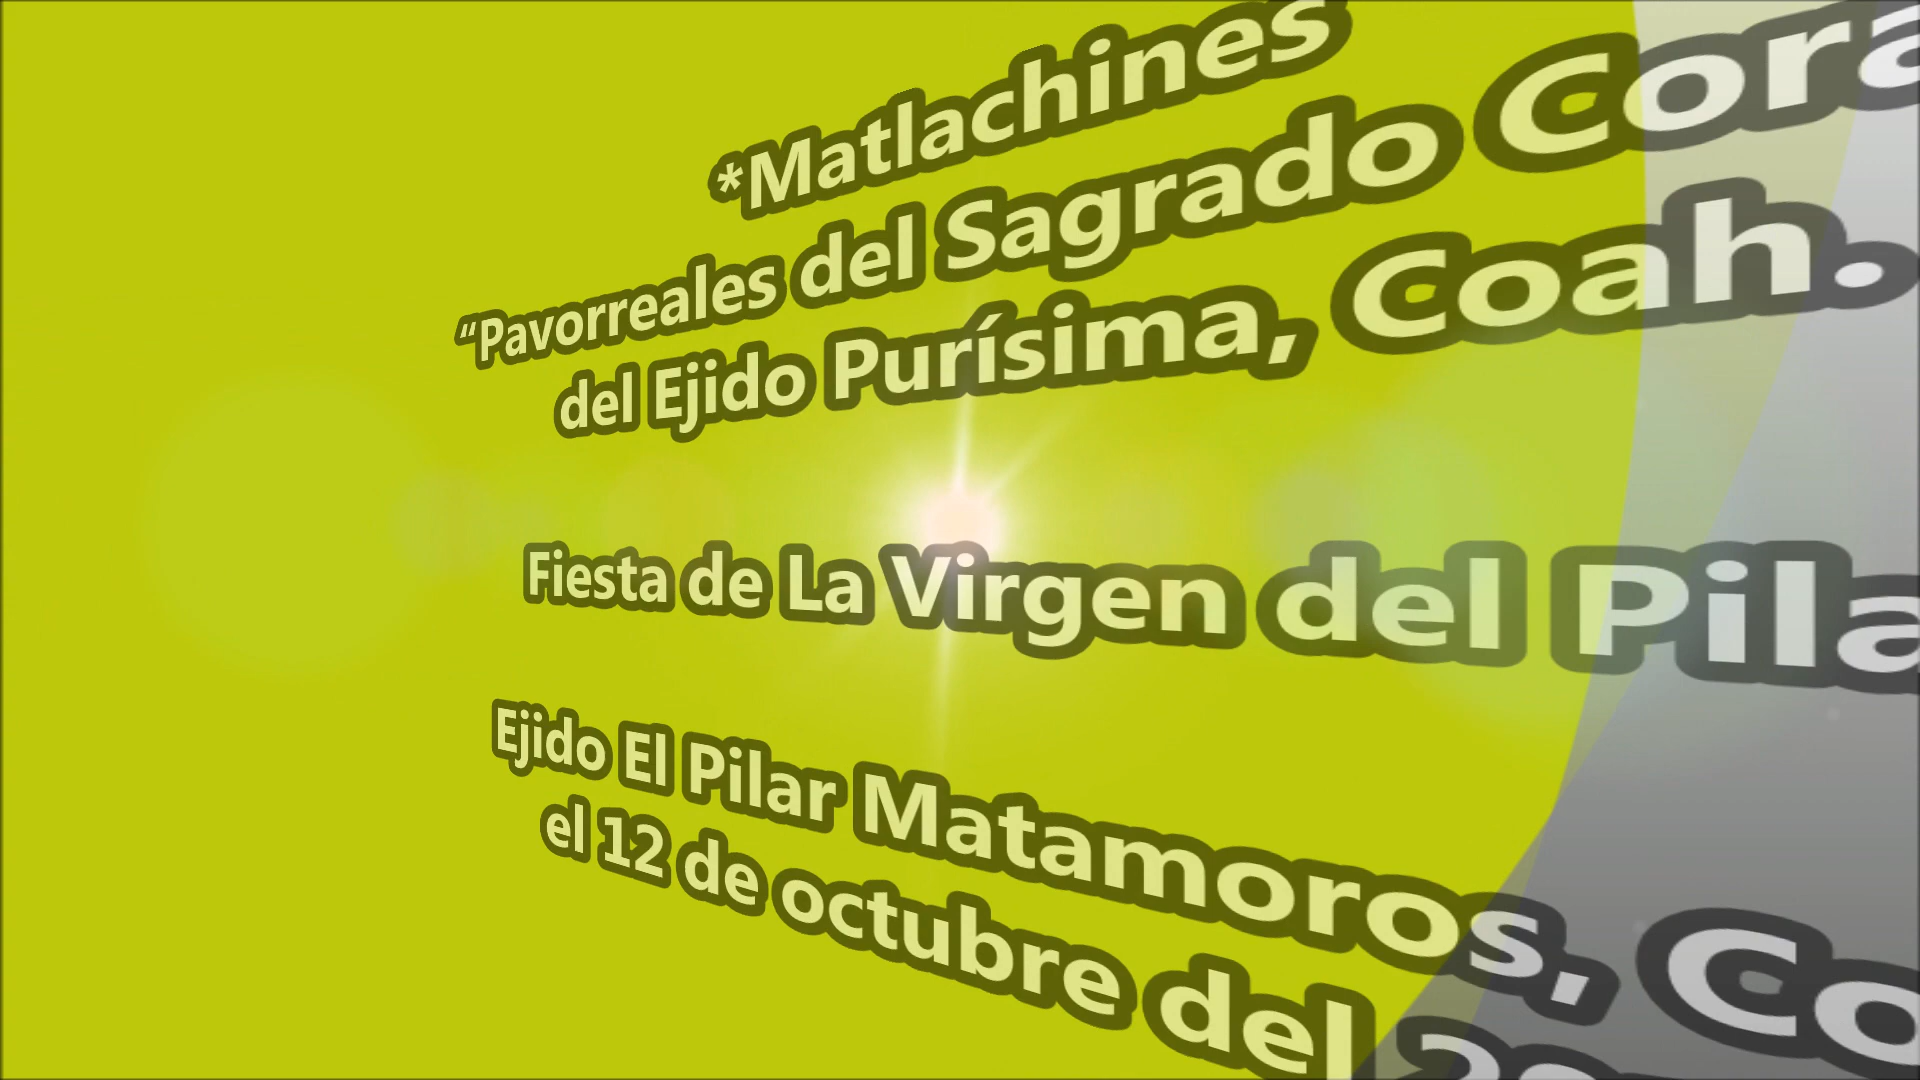 *Matlachines
“Pavorreales del Sagrado Cora
del Ejido Purísima, Coah.
Fiesta de La Virgen del Pila
Ejido El Pilar Matamoros, Co
el 12 de octubre del